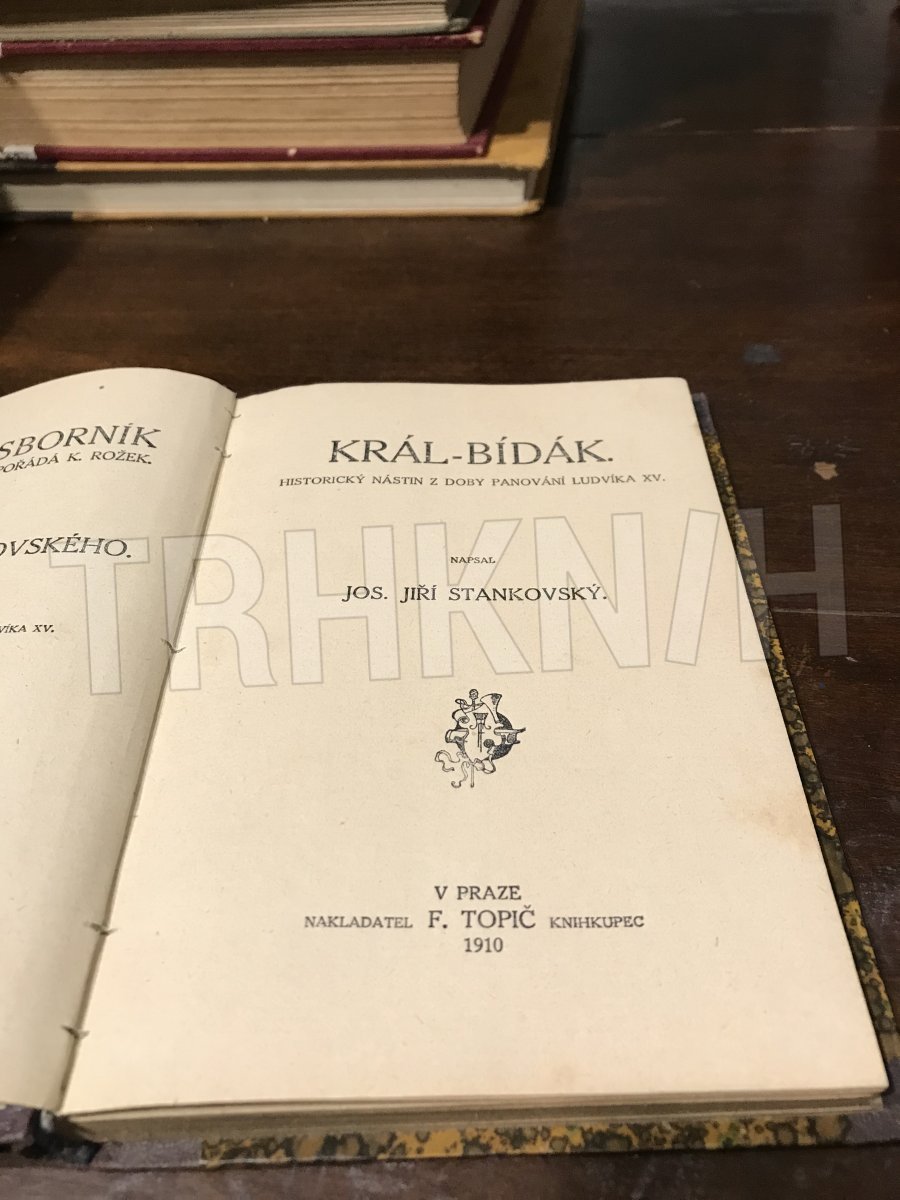 SBORNÍK
POŘÁDÁ K. ROŽEK.
OVSKÉHO.
VÍKA XV.
KRÁL-BÍDÁK.
HISTORICKÝ NÁSTIN Z DOBY PANOVÁNÍ LUDVÍKA XV.
NAPSAL
JOS. JIŘÍ STANKOVSKÝ.
V PRAZE
NAKLADATEL F. TOPIČ KNIHKUPEC
1910
TRHKNIH